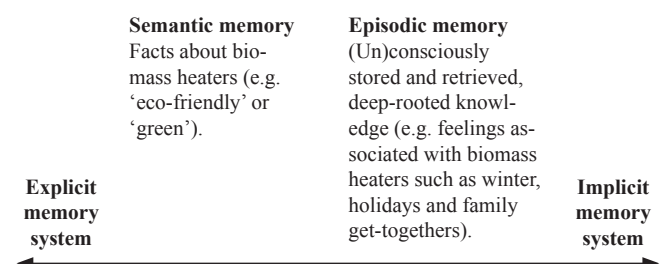 Semantic memory
Facts about bio-
mass heaters (e.g.
‘eco-friendly’ or
‘green’).
Episodic memory
(Un)consciously
stored and retrieved,
deep-rooted knowl-
edge (e.g. feelings as-
sociated with biomass
heaters such as winter,
holidays and family
get-togethers).
Explicit
memory
system
Implicit
memory
system